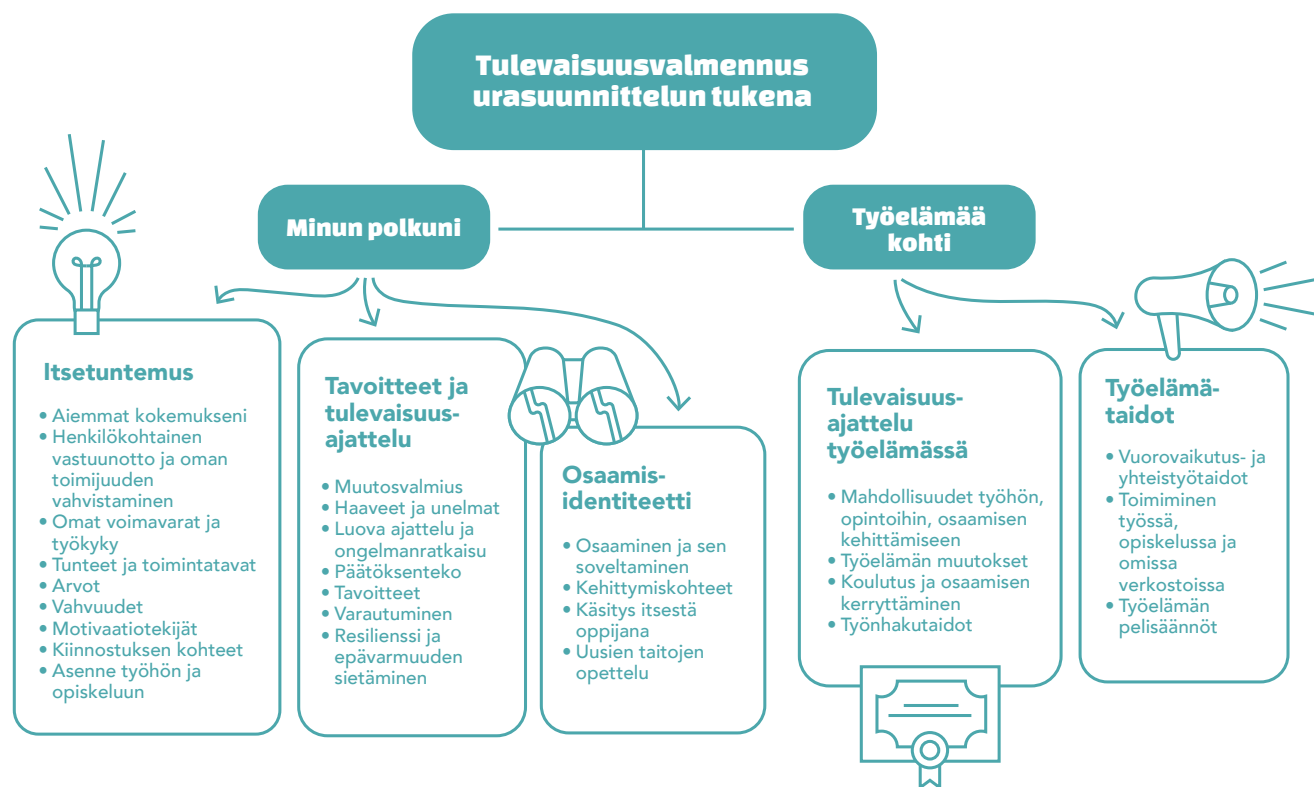 Tulevaisuusvalmennus
urasuunnittelun tukena
Minun polkuni
Työelämää
kohti
Itsetuntemus
• Aiemmat kokemukseni
• Henkilökohtainen
vastuunotto ja oman
toimijuuden
vahvistaminen
• Omat voimavarat ja
työkyky
• Tunteet ja toimintatavat
• Arvot
• Vahvuudet
• Motivaatiotekijät
• Kiinnostuksen kohteet
• Asenne työhön ja
opiskeluun
Tavoitteet ja
tulevaisuus-
ajattelu
• Muutosvalmius
• Haaveet ja unelmat
• Luova ajattelu ja
ongelmanratkaisu
• Päätöksenteko
• Tavoitteet
• Varautuminen
• Resilienssi ja
epävarmuuden
sietäminen
Osaamis-
identiteetti
• Osaaminen ja sen
soveltaminen
• Kehittymiskohteet
• Käsitys itsestä
oppijana
• Uusien taitojen
opettelu
Tulevaisuus-
ajattelu
työelämässä
• Mahdollisuudet työhön,
opintoihin, osaamisen
kehittämiseen
• Työelämän muutokset
• Koulutus ja osaamisen
kerryttäminen
• Työnhakutaidot
Työelämä-
taidot
• Vuorovaikutus- ja
yhteistyötaidot
• Toimiminen
työssä,
opiskelussa ja
omissa
verkostoissa
• Työelämän
pelisäännöt